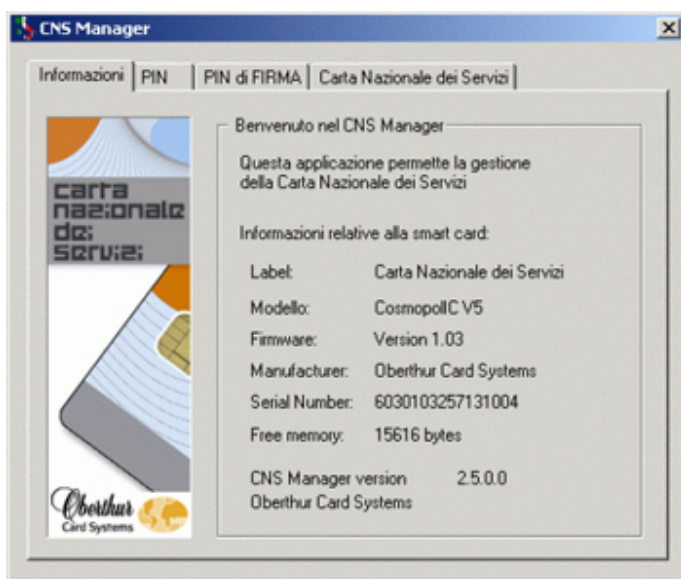 CNS Manager
Informazioni PIN PIN di FIRMA Carta Nazionale dei Servizi
carta
nazionale
dei
servizi
Oberthur
Card Systems
Benvenuto nel CNS Manager
Questa applicazione permette la gestione
della Carta Nazionale dei Servizi
Informazioni relative alla smart card:
Label: Carta Nazionale dei Servizi
Modello: CosmopolIC V5
Firmware: Version 1.03
Manufacturer: Oberthur Card Systems
Serial Number: 6030103257131004
Free memory: 15616 bytes
CNS Manager version 2.5.0.0
Oberthur Card Systems